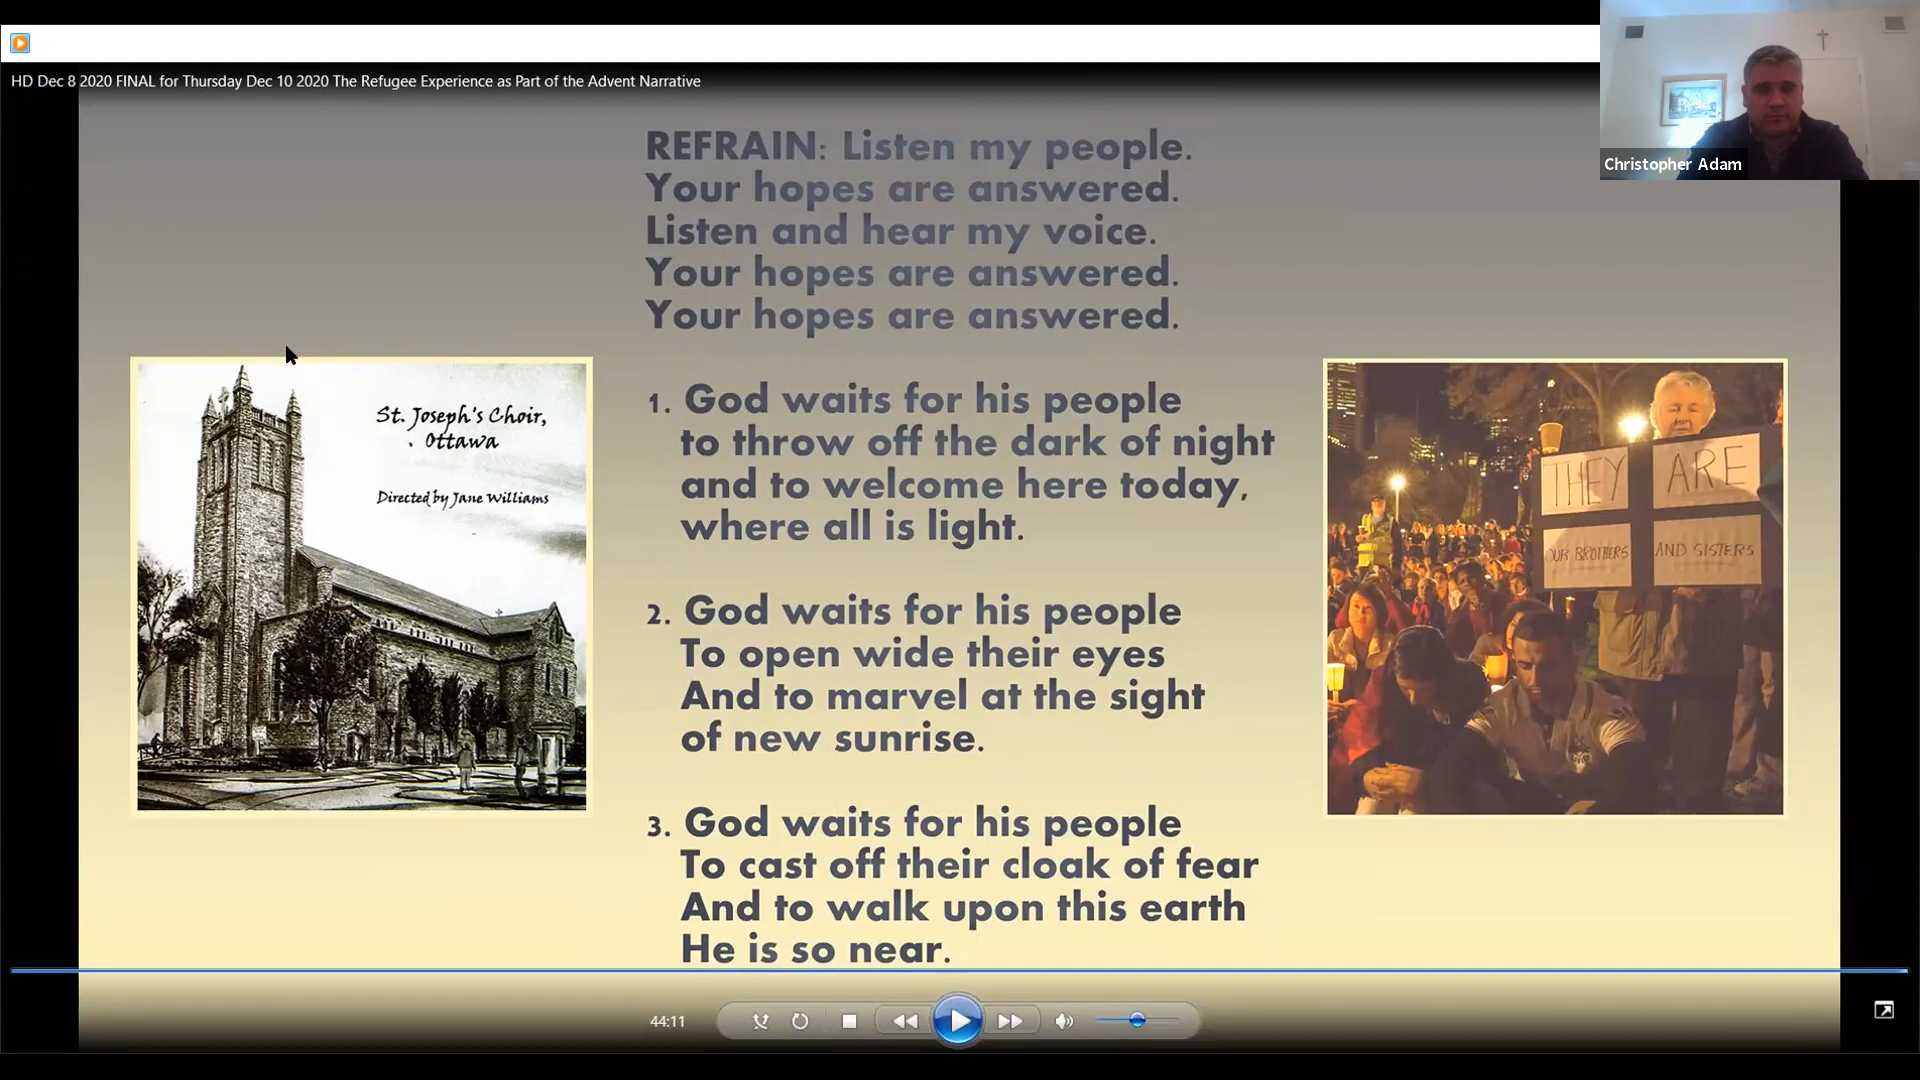 HD Dec 8 2020 FINAL for Thursday Dec 10 2020 The Refugee Experience as Part of the Advent Narrative
Christopher Adam
REFRAIN: Listen my people.
Your hopes are answered.
Listen and hear my voice.
Your hopes are answered.
Your hopes are answered.
1. God waits for his people
to throw off the dark of night
and to welcome here today,
where all is light.
2. God waits for his people
To open wide their eyes
And to marvel at the sight
of new sunrise.
3. God waits for his people
To cast off their cloak of fear
And to walk upon this earth
He is so near.
St. Joseph's Choir,
Ottawa
Directed by Jane Williams
THEY ARE
OUR BROTHERS AND SISTERS
44:11